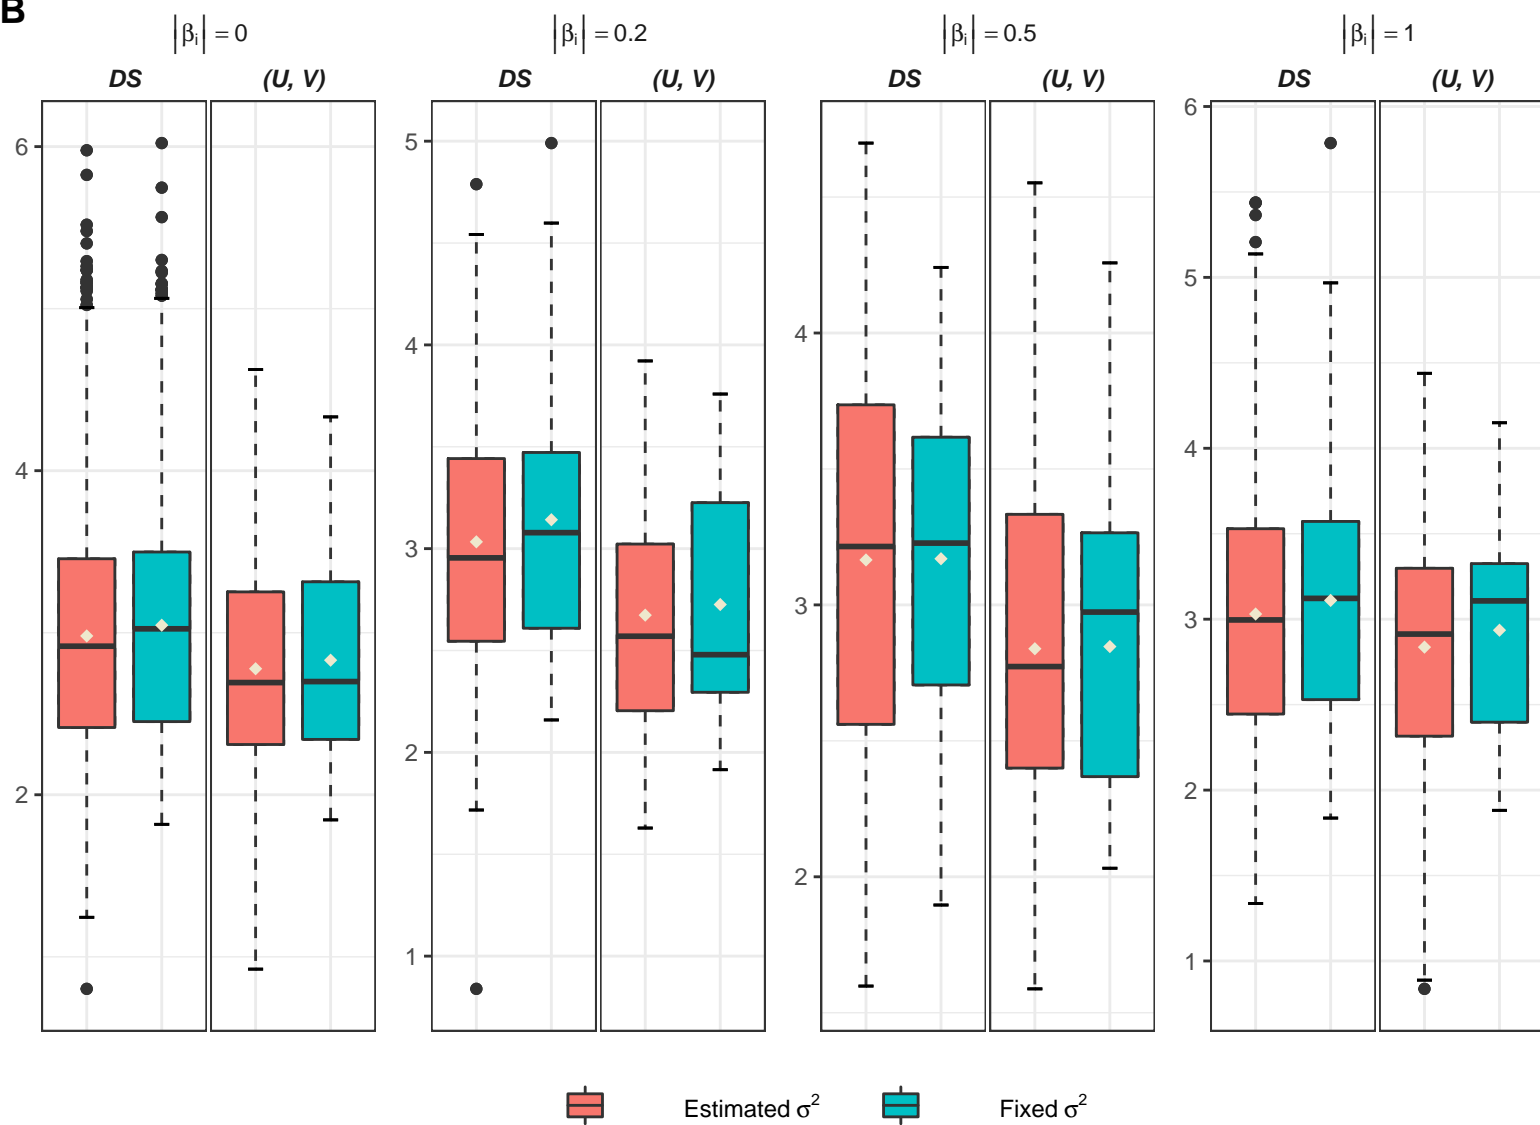 B
|βi| = 0
|βi| = 0.2
|βi| = 0.5
|βi| = 1
DS
(U, V)
DS
(U, V)
DS
(U, V)
DS
(U, V)
6
4
2
5
4
3
2
1
4
3
2
6
5
4
3
2
1
Estimated σ²
Fixed σ²